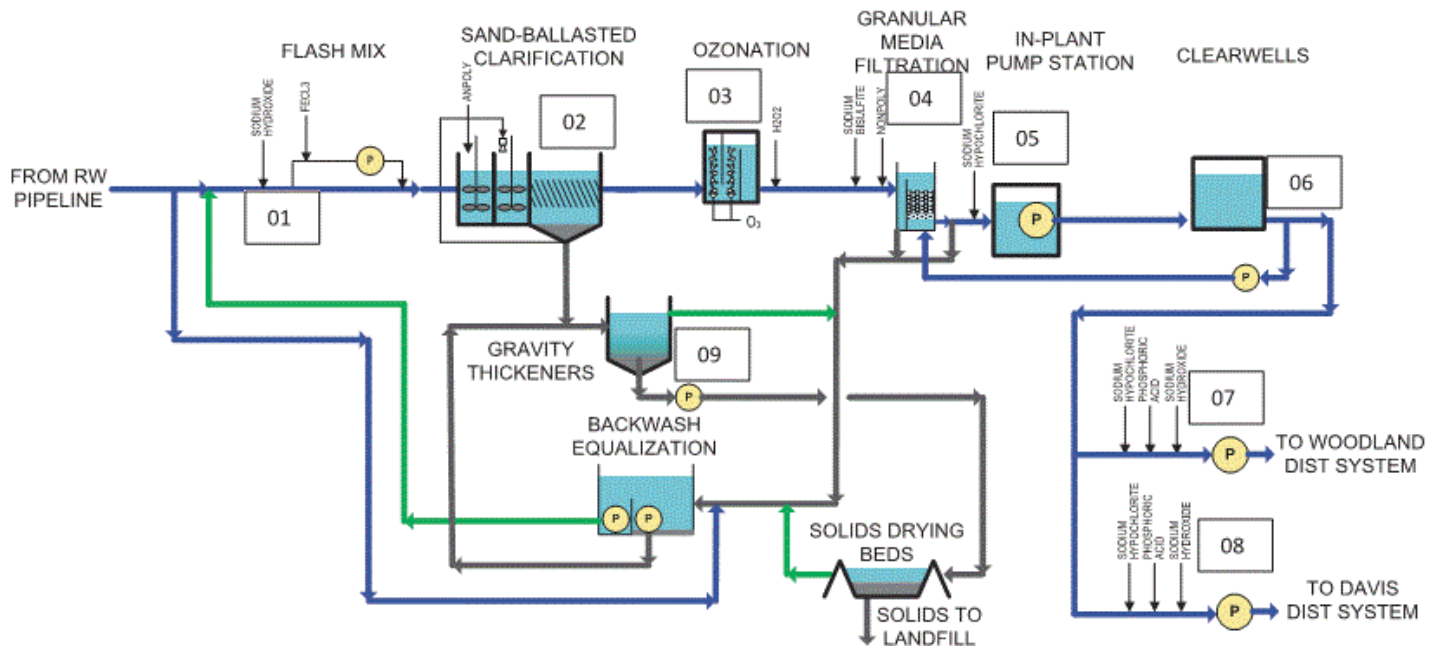 FLASH MIX
SAND-BALLASTED
CLARIFICATION
OZONATION
GRANULAR
MEDIA
FILTRATION
IN-PLANT
PUMP STATION
CLEARWELLS
SODIUM
HYDROXIDE
FECL3
ANPOLY
02
03
H2O2
SODIUM
BISULFITE
NONPOLY
04
SODIUM
HYPOCHLORITE
05
06
FROM RW
PIPELINE
P
01
O3
P
P
GRAVITY
THICKENERS
09
P
BACKWASH
EQUALIZATION
P
P
SOLIDS DRYING
BEDS
SOLIDS TO
LANDFILL
SODIUM
HYPOCHLORITE
PHOSPHORIC
ACID
SODIUM
HYDROXIDE
07
P
TO WOODLAND
DIST SYSTEM
SODIUM
HYPOCHLORITE
PHOSPHORIC
ACID
SODIUM
HYDROXIDE
08
P
TO DAVIS
DIST SYSTEM